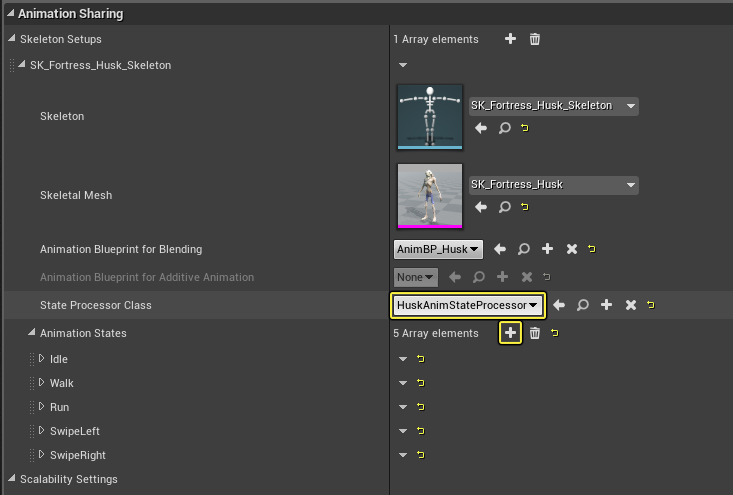 Animation Sharing
Skeleton Setups
1 Array elements
SK_Fortress_Husk_Skeleton
Skeleton
SK_Fortress_Husk_Skeleton
Skeletal Mesh
SK_Fortress_Husk
Animation Blueprint for Blending
AnimBP_Husk
Animation Blueprint for Additive Animation
None
State Processor Class
HuskAnimStateProcessor
Animation States
5 Array elements
Idle
Walk
Run
SwipeLeft
SwipeRight
Scalability Settings